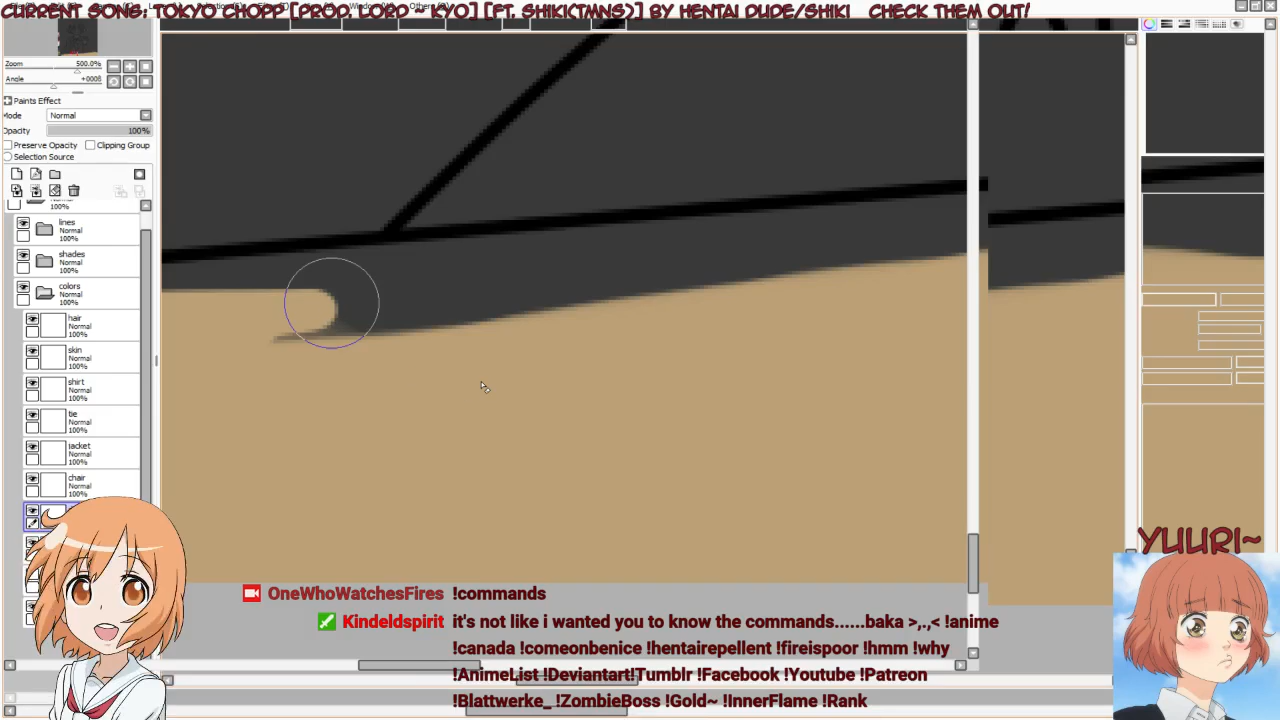 CURRENT SONG: TOKYO CHOPP [PROD. LORD * KYO] [FT. SHIKI(TMNS)] BY HENTAI DUDE/SHIKI CHECK THEM OUT!
Zoom 500.0%
Angle +000ß
Paints Effect
Mode Normal
Opacity 100%
Preserve Opacity Clipping Group
Selection Source
100%
lines
Normal
100%
shades
Normal
100%
colors
Normal
100%
hair
Normal
100%
skin
Normal
100%
shirt
Normal
100%
tie
Normal
100%
jacket
Normal
100%
chair
Normal
100%
YUURI~
OneWhoWatchesFires !commands
Kindeldspirit it's not like i wanted you to know the commands......baka >,.,< !anime
!canada !comeonbenice !hentairepellent !fireispoor !hmm !why
!AnimeList !Deviantart!Tumblr !Facebook !Youtube !Patreon
!Blattwerke_ !ZombieBoss !Gold~ !InnerFlame !Rank